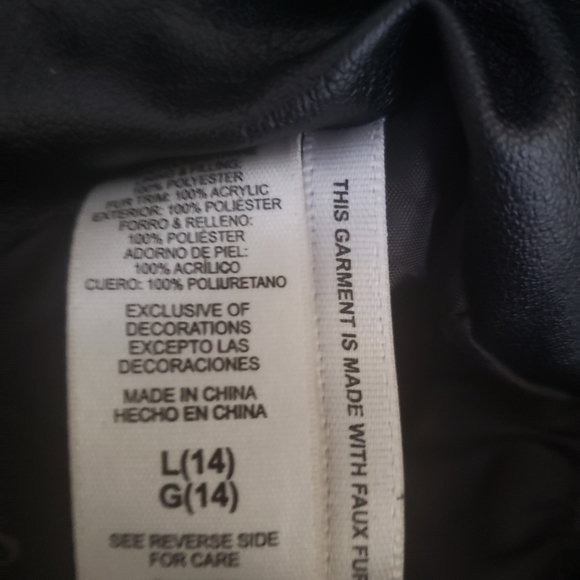 100% POLYESTER
FUR TRIM: 100% ACRYLIC
EXTERIOR: 100% POLIÉSTER
FORRO & RELLENO:
100% POLIÉSTER
ADORNO DE PIEL:
100% ACRÍLICO
CUERO: 100% POLIURETANO
EXCLUSIVE OF
DECORATIONS
EXCEPTO LAS
DECORACIONES
MADE IN CHINA
HECHO EN CHINA
L(14)
G(14)
SEE REVERSE SIDE
FOR CARE
THIS GARMENT IS MADE WITH FAUX FUR